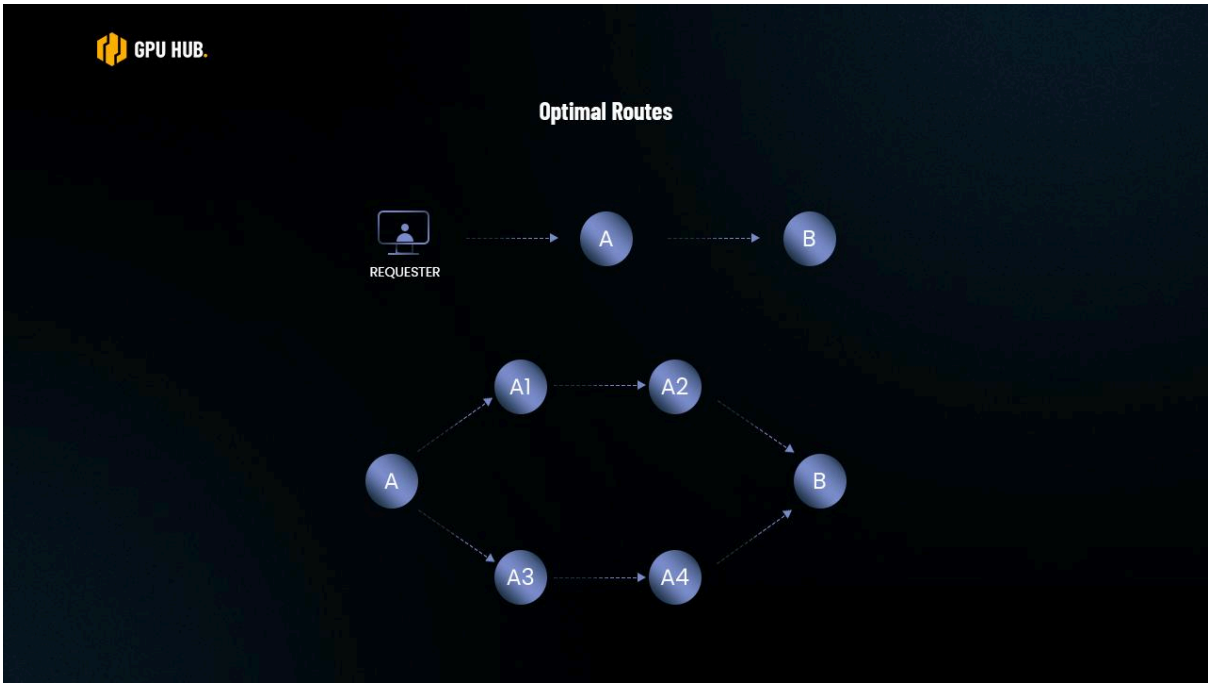 GPU HUB.
Optimal Routes
A
B
REQUESTER
A1
A2
A
B
A3
A4